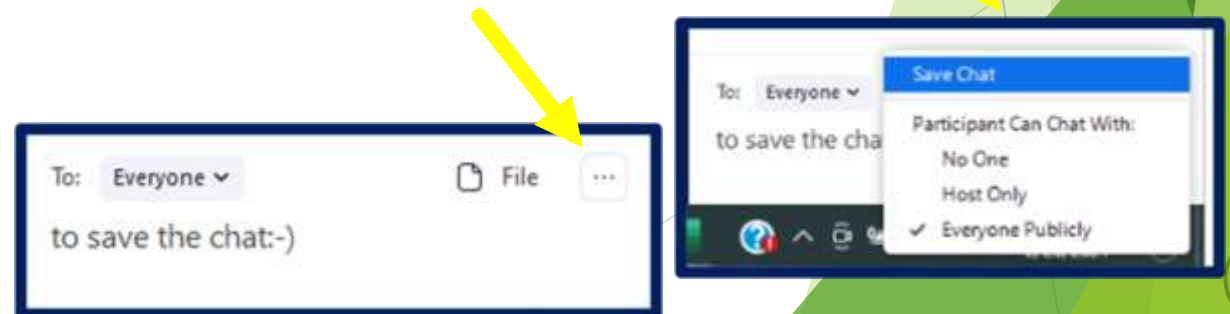 To: Everyone
File
...
to save the chat:-)
To: Everyone
to save the cha
Save Chat
Participant Can Chat With:
No One
Host Only
✓ Everyone Publicly